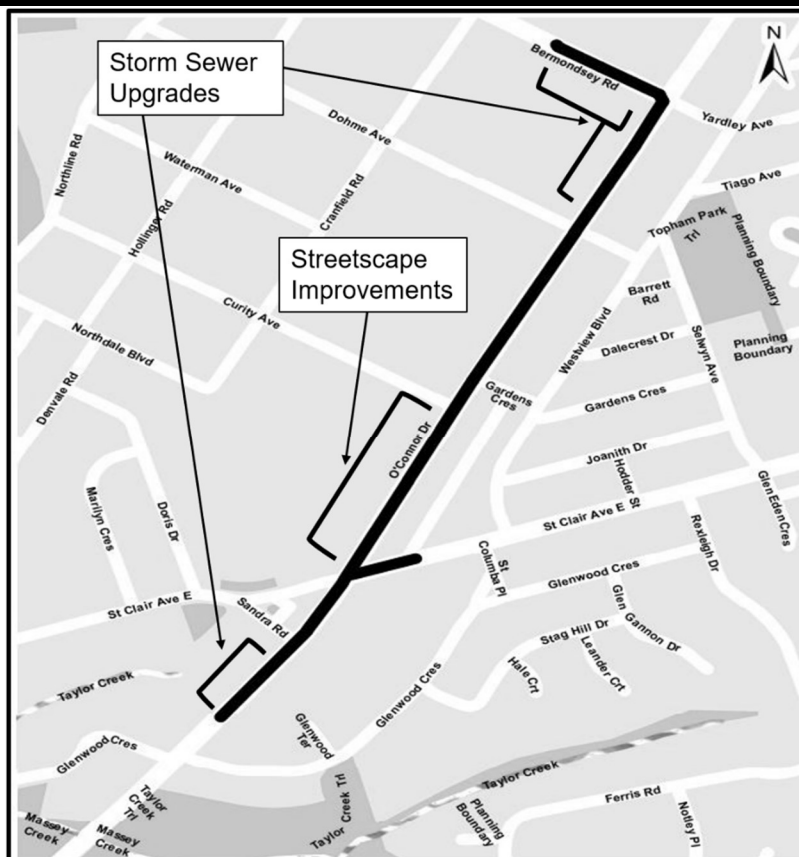 N
Storm Sewer
Upgrades
Bermondsey Rd
Yardley Ave
Dohme Ave
Northline Rd
Waterman Ave
Cranfield Rd
Tiago Ave
Hollinger Rd
Topham Park
Trl
Planning Boundary
Streetscape
Improvements
Barrett
Rd
Curity Ave
Westview Blvd
Dalecrest Dr
Selwyn Ave
Planning
Boundary
Northdale Blvd
Gardens
Cres
Gardens Cres
Denvale Rd
O'Connor Dr
Joanith Dr
Hodder St
Glen Eden Cres
Marilyn Cres
Doris Dr
St Clair Ave E
Rexleigh Dr
St
Columba Pl
Glenwood Cres
St Clair Ave E
Sandra Rd
Glen
Gannon Dr
Stag Hill Dr
Leander Crt
Hale Crt
Taylor Creek
Glenwood Cres
Glenwood
Ter
Glenwood Cres
Taylor
Creek
Trl
Taylor Creek
Creek Trl
Taylor
Planning
Boundary
Ferris Rd
Notley Pl
Massey
Creek
Massey
Creek